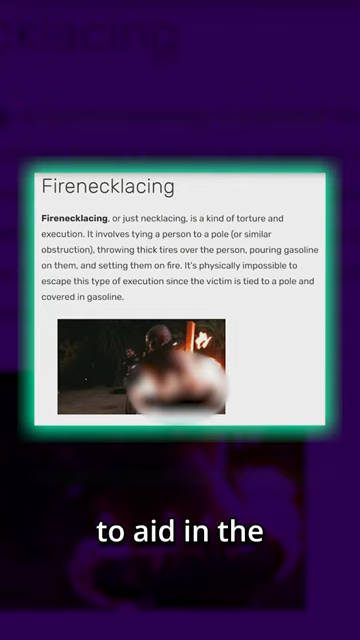 Firenecklacing
Firenecklacing, or just necklacing, is a kind of torture and
execution. It involves tying a person to a pole (or similar
obstruction), throwing thick tires over the person, pouring gasoline
on them, and setting them on fire. It's physically impossible to
escape this type of execution since the victim is tied to a pole and
covered in gasoline.
to aid in the